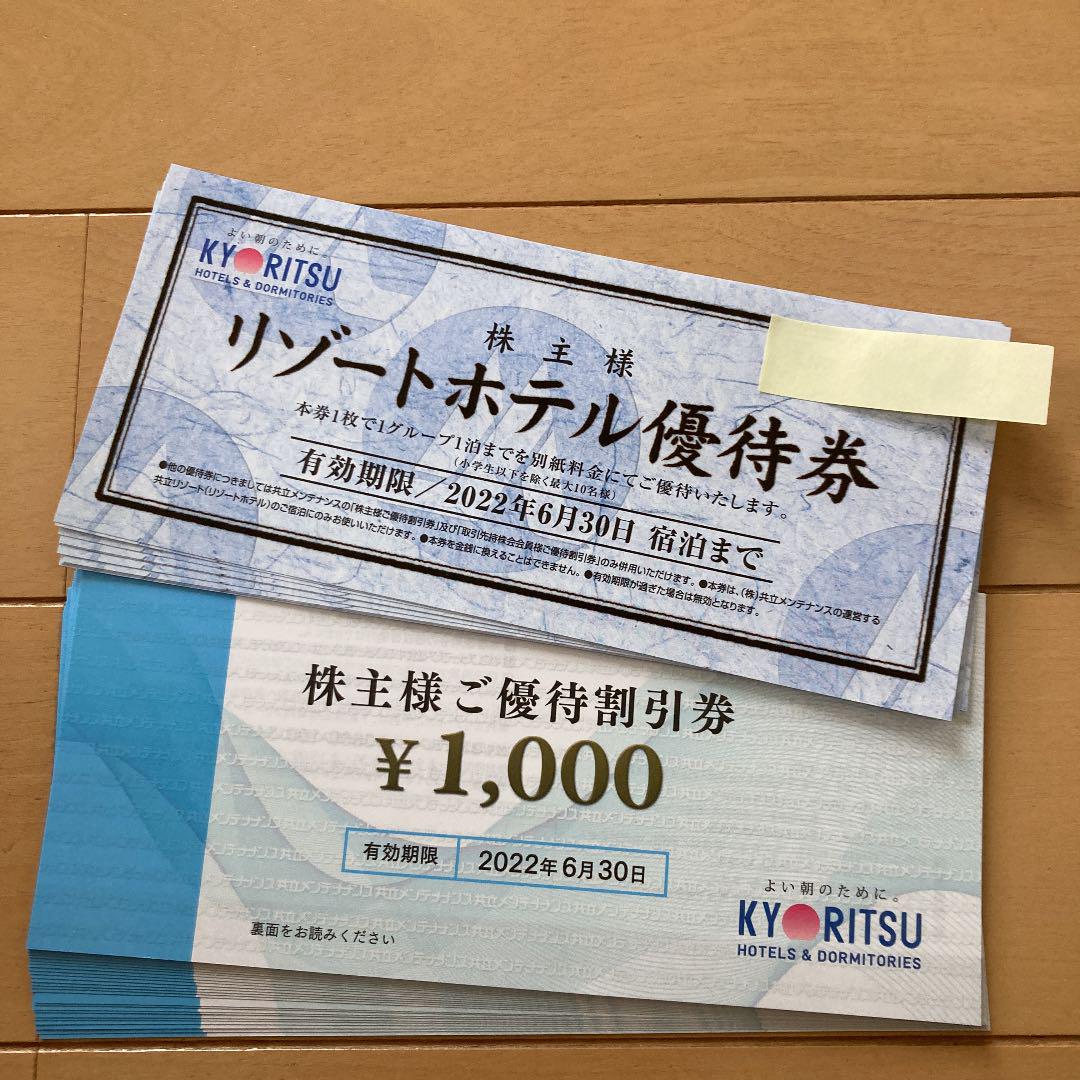 よい朝のために。
KYORITSU
HOTELS & DORMITORIES
株主様
リゾートホテル優待券
本券1枚で1グループ1泊までを別紙料金にてご優待いたします。
(小学生以下を除く最大10名様)
有効期限/2022年6月30日 宿泊まで
●他の優待券につきましては共立メンテナンスの「株主様ご優待割引券」及び「取引先持株会会員様ご優待割引券」のみ併用いただけます。●本券は、(株)共立メンテナンスの運営する
共立リゾート(リゾートホテル)のご宿泊にのみお使いいただけます。●本券を金銭に換えることはできません。●有効期限が過ぎた場合は無効となります。
株主様ご優待割引券
¥1,000
有効期限 2022年6月30日
裏面をお読みください
よい朝のために。
KYORITSU
HOTELS & DORMITORIES